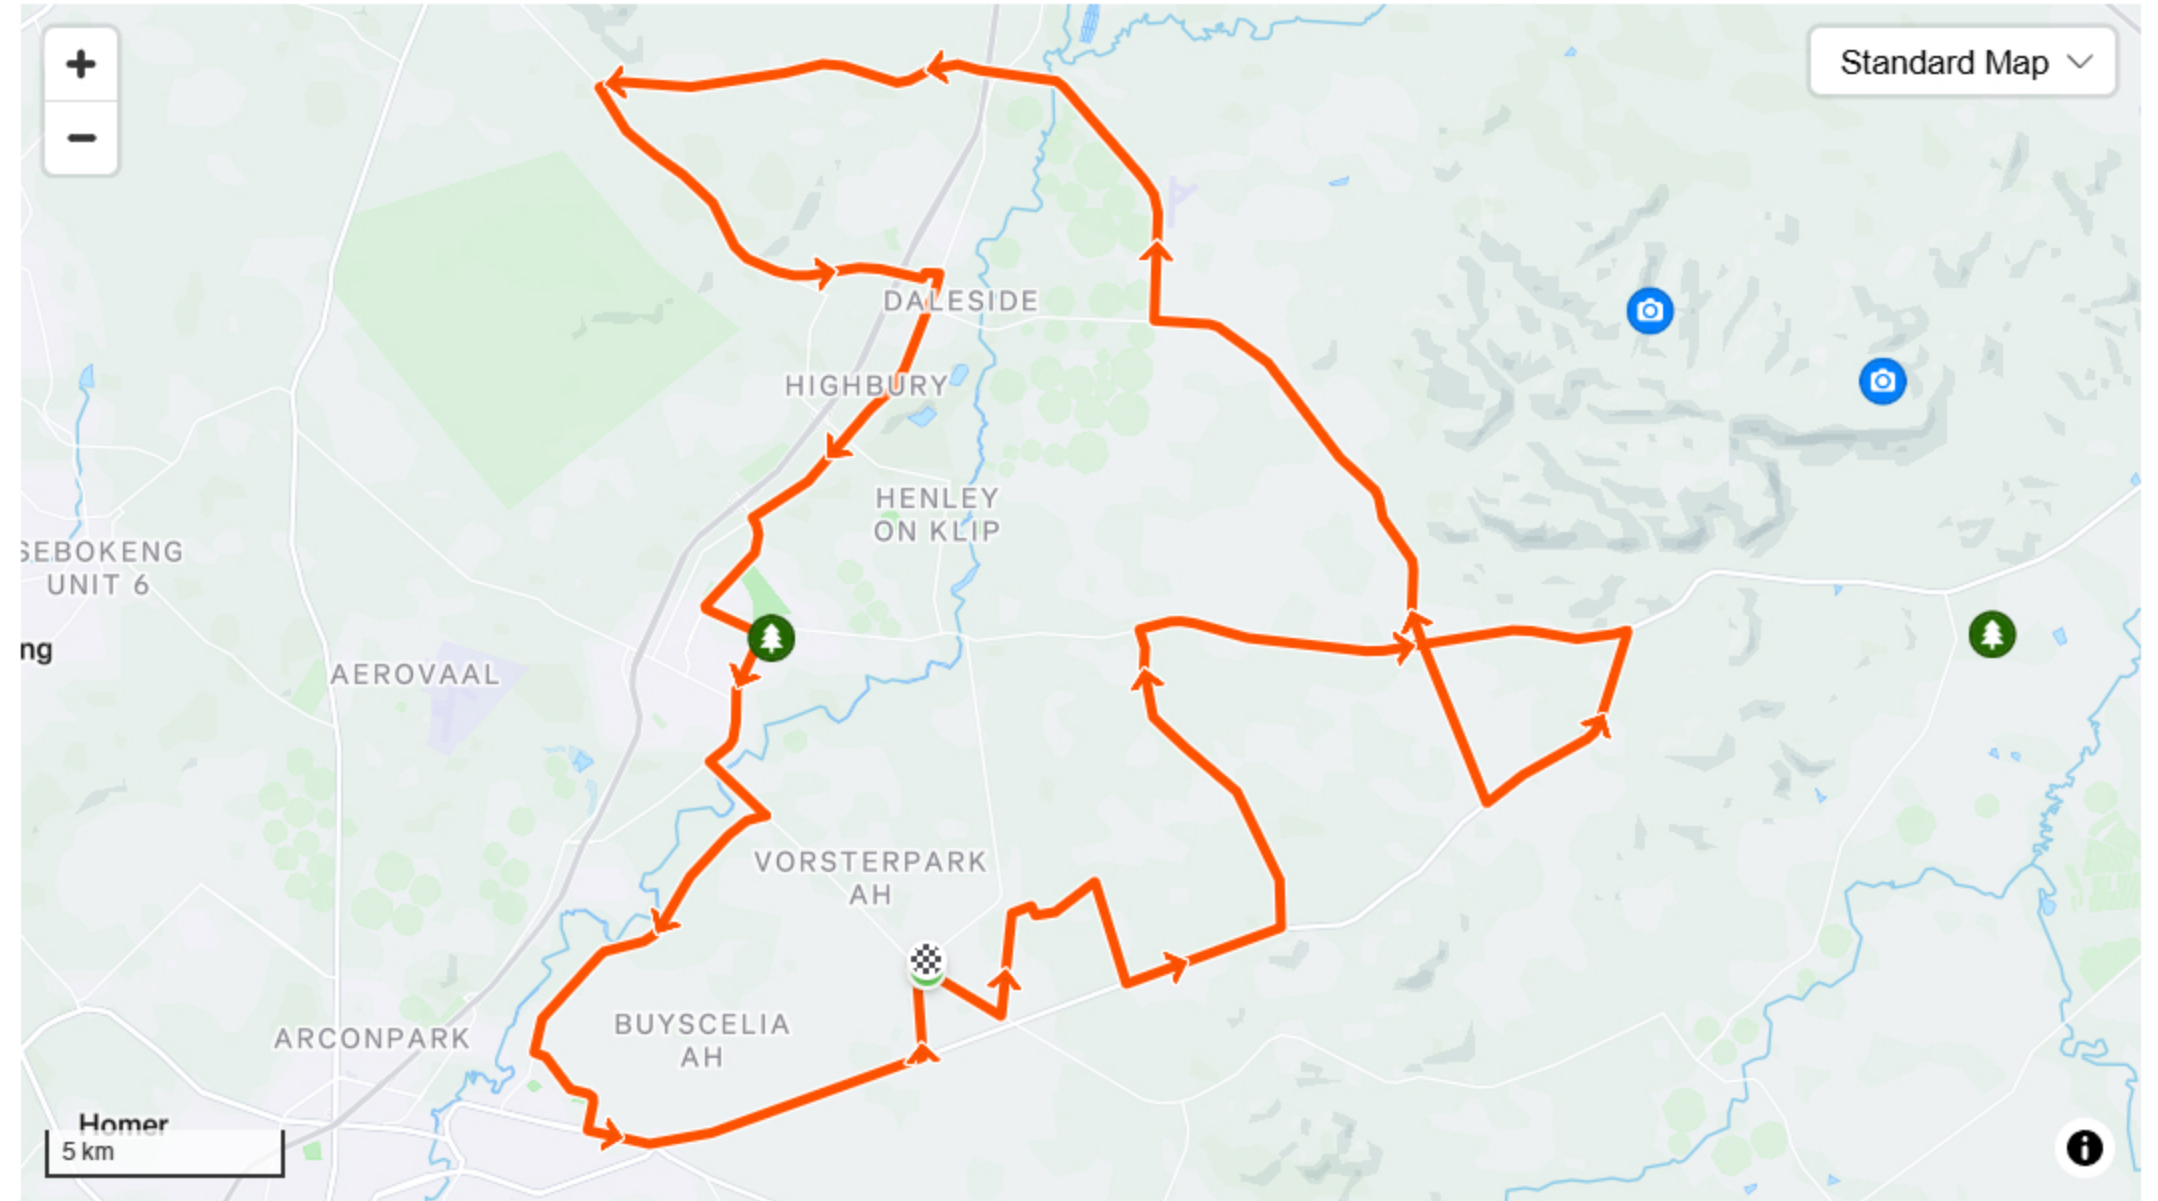 +
Standard Map
−
DALESIDE
HIGHBURY
HENLEY
ON KLIP
SEBOKENG
UNIT 6
ng
AEROVAAL
VORSTERPARK
AH
BUYSCELIA
AH
ARCONPARK
Homer
5 km
i